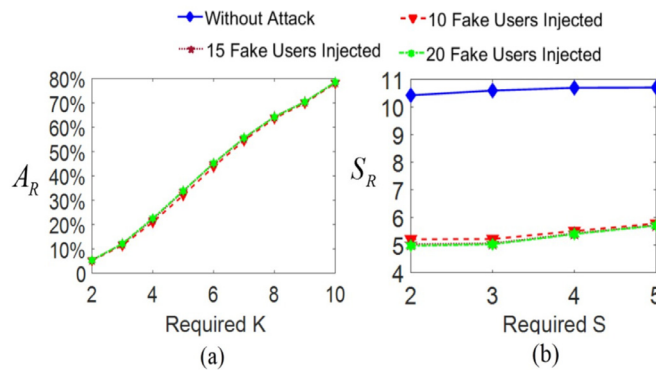 Without Attack
10 Fake Users Injected
15 Fake Users Injected
20 Fake Users Injected
80%
70%
60%
50%
40%
30%
20%
10%
0
A_R
2 4 6 8 10
Required K
(a)
11
10
9
8
7
6
5
4
S_R
2 3 4 5
Required S
(b)